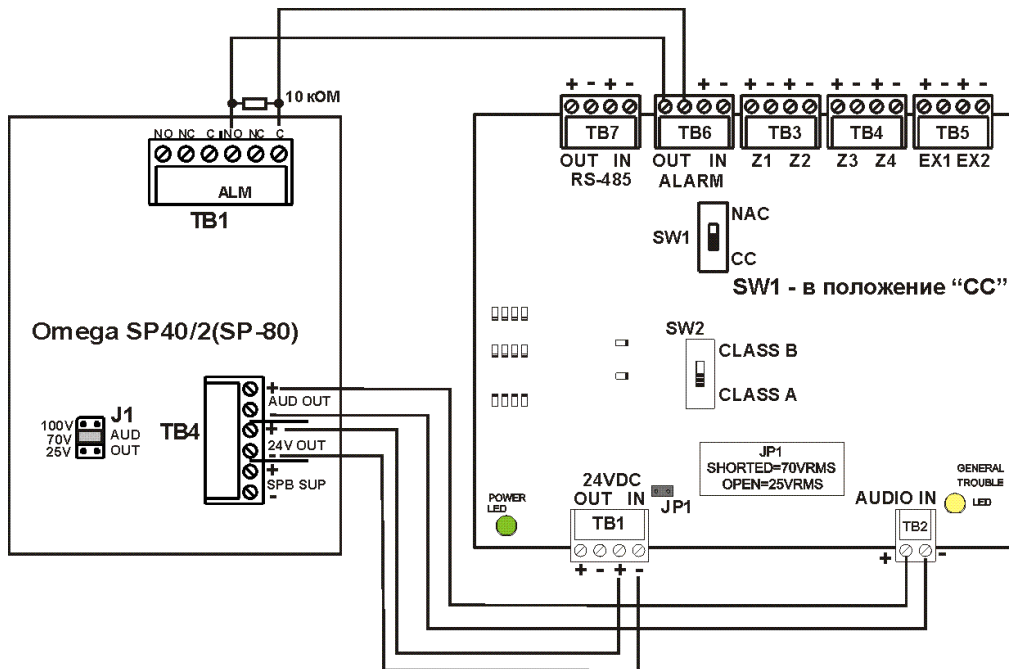 10 кОМ
NO NC C NO NC C
ALM
TB1
Omega SP40/2(SP-80)
J1
100V
70V
25V
AUD
OUT
TB4
+
AUD OUT
-
+
24V OUT
-
+
SPB SUP
-
+ - + -
TB7
OUT IN
RS-485
+ -
TB6
OUT IN
ALARM
+ - + -
TB3
Z1 Z2
+ - + -
TB4
Z3 Z4
+ - + -
TB5
EX1 EX2
SW1
NAC
CC
SW1 - в положение “CC”
SW2
CLASS B
CLASS A
JP1
SHORTED=70VRMS
OPEN=25VRMS
POWER
LED
24VDC
OUT IN
TB1
+ - + -
JP1
GENERAL
TROUBLE
LED
AUDIO IN
TB2
+ -